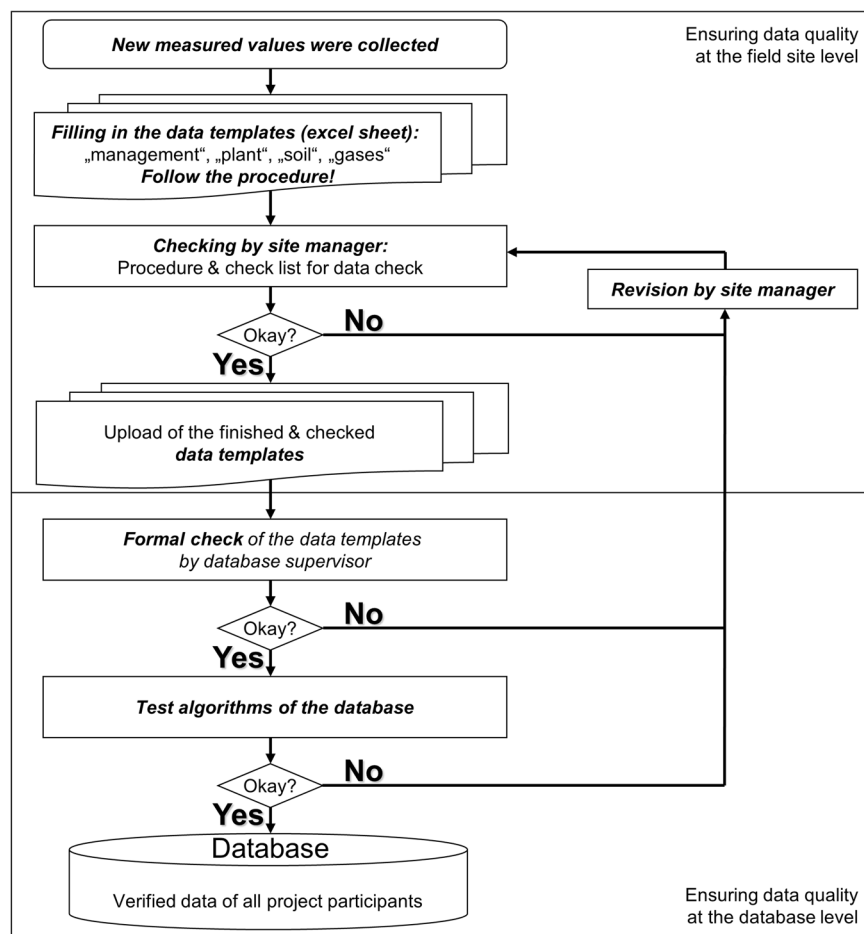 New measured values were collected
Ensuring data quality
at the field site level
Filling in the data templates (excel sheet):
„management“, „plant“, „soil“, „gases“
Follow the procedure!
Checking by site manager:
Procedure & check list for data check
Revision by site manager
Okay?
No
Yes
Upload of the finished & checked
data templates
Formal check of the data templates
by database supervisor
Okay?
No
Yes
Test algorithms of the database
Okay?
No
Yes
Database
Verified data of all project participants
Ensuring data quality
at the database level